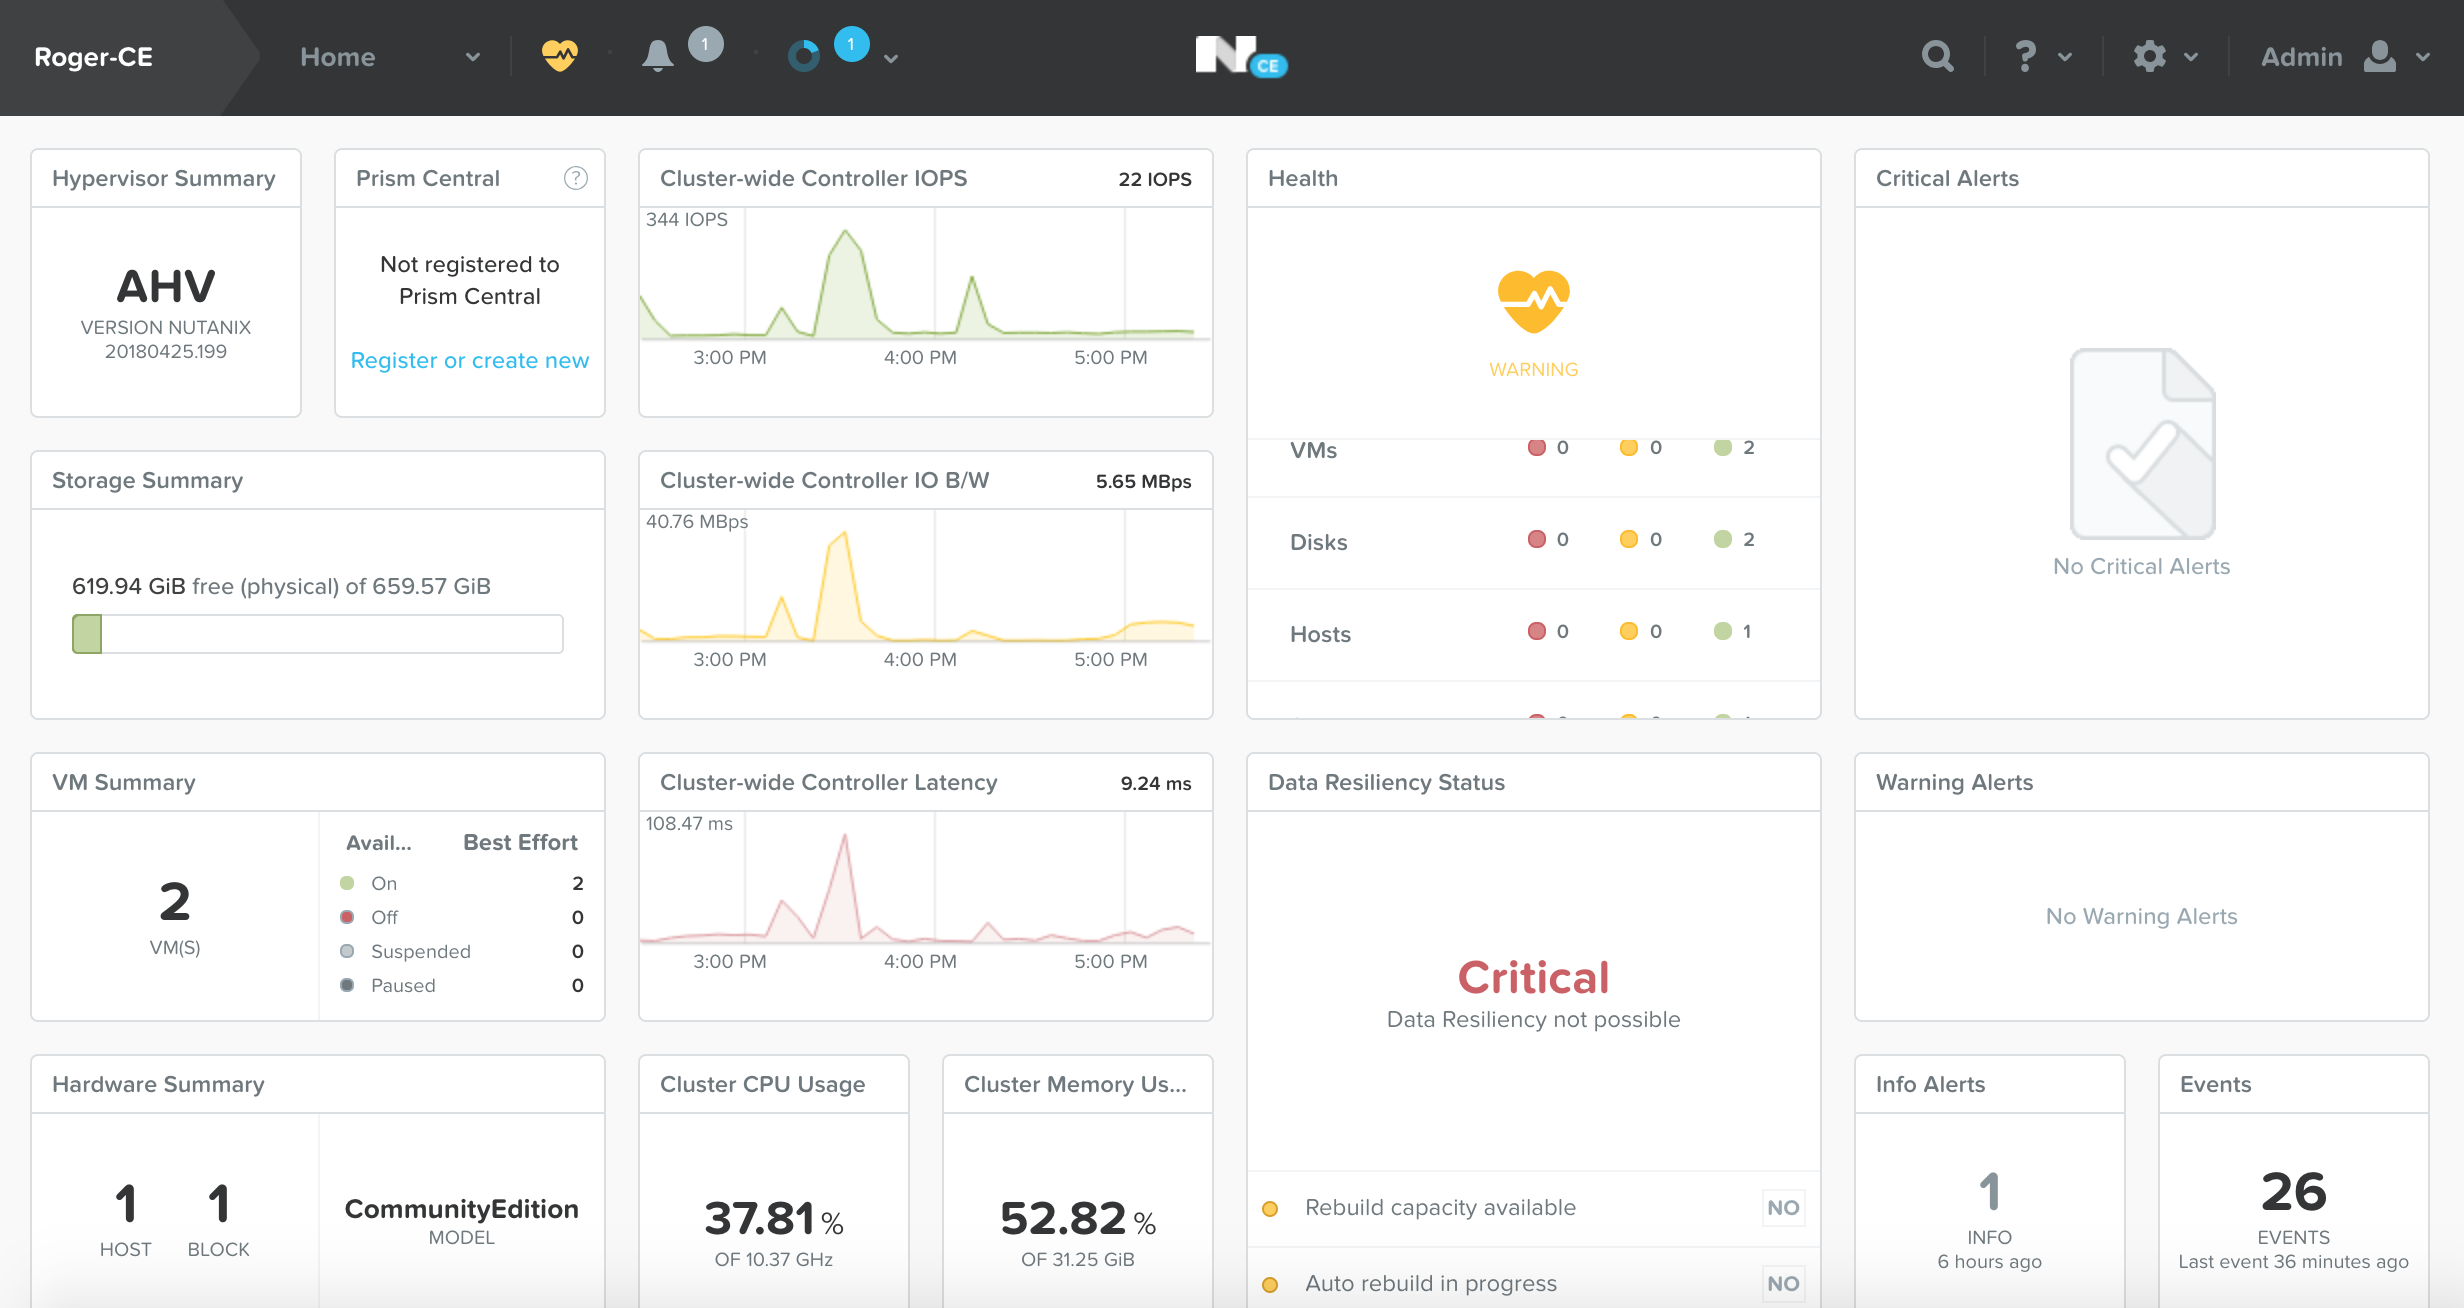 Roger-CE
Home
1
1
N CE
?
Admin
Hypervisor Summary
AHV
VERSION NUTANIX
20180425.199
Prism Central
?
Not registered to
Prism Central
Register or create new
Cluster-wide Controller IOPS
22 IOPS
344 IOPS
3:00 PM
4:00 PM
5:00 PM
Health
WARNING
VMs 0 0 2
Disks 0 0 2
Hosts 0 0 1
Critical Alerts
No Critical Alerts
Storage Summary
619.94 GiB free (physical) of 659.57 GiB
Cluster-wide Controller IO B/W
5.65 MBps
40.76 MBps
3:00 PM
4:00 PM
5:00 PM
VM Summary
2
VM(S)
Avail... Best Effort
On 2
Off 0
Suspended 0
Paused 0
Cluster-wide Controller Latency
9.24 ms
108.47 ms
3:00 PM
4:00 PM
5:00 PM
Data Resiliency Status
Critical
Data Resiliency not possible
Rebuild capacity available NO
Auto rebuild in progress NO
Warning Alerts
No Warning Alerts
Hardware Summary
1
HOST
1
BLOCK
CommunityEdition
MODEL
Cluster CPU Usage
37.81 %
OF 10.37 GHz
Cluster Memory Us...
52.82 %
OF 31.25 GiB
Info Alerts
1
INFO
6 hours ago
Events
26
EVENTS
Last event 36 minutes ago